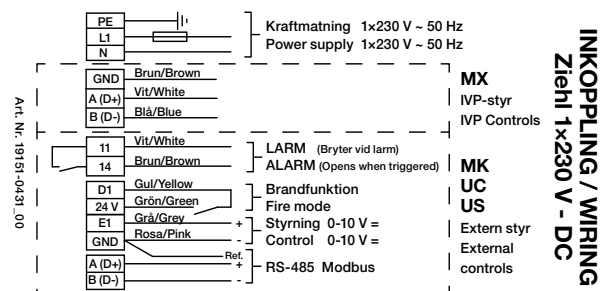 PE
L1
N
Kraftmatning 1×230 V ~ 50 Hz
Power supply 1×230 V ~ 50 Hz
GND Brun/Brown
A (D+) Vit/White
B (D-) Blå/Blue
MX
IVP-styr
IVP Controls
11 Vit/White
14 Brun/Brown
LARM (Bryter vid larm)
ALARM (Opens when triggered)
D1 Gul/Yellow
24 V Grön/Green
Brandfunktion
Fire mode
E1 Grå/Grey +
GND Rosa/Pink -
Styrning 0-10 V =
Control 0-10 V =
Ref.
A (D+) +
B (D-) -
RS-485 Modbus
MK
UC
US
Extern styr
External
controls
INKOPPLING / WIRING
Ziehl 1×230 V - DC
Art. Nr. 19151-0431_00